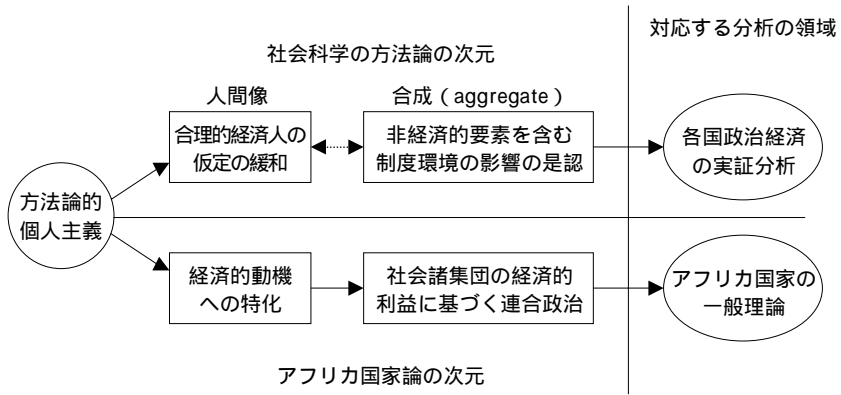 対応する分析の領域
社会科学の方法論の次元
人間像
合成（aggregate）
合理的経済人の
仮定の緩和
非経済的要素を含む
制度環境の影響の是認
各国政治経済
の実証分析
方法論的
個人主義
経済的動機
への特化
社会諸集団の経済的
利益に基づく連合政治
アフリカ国家の
一般理論
アフリカ国家論の次元